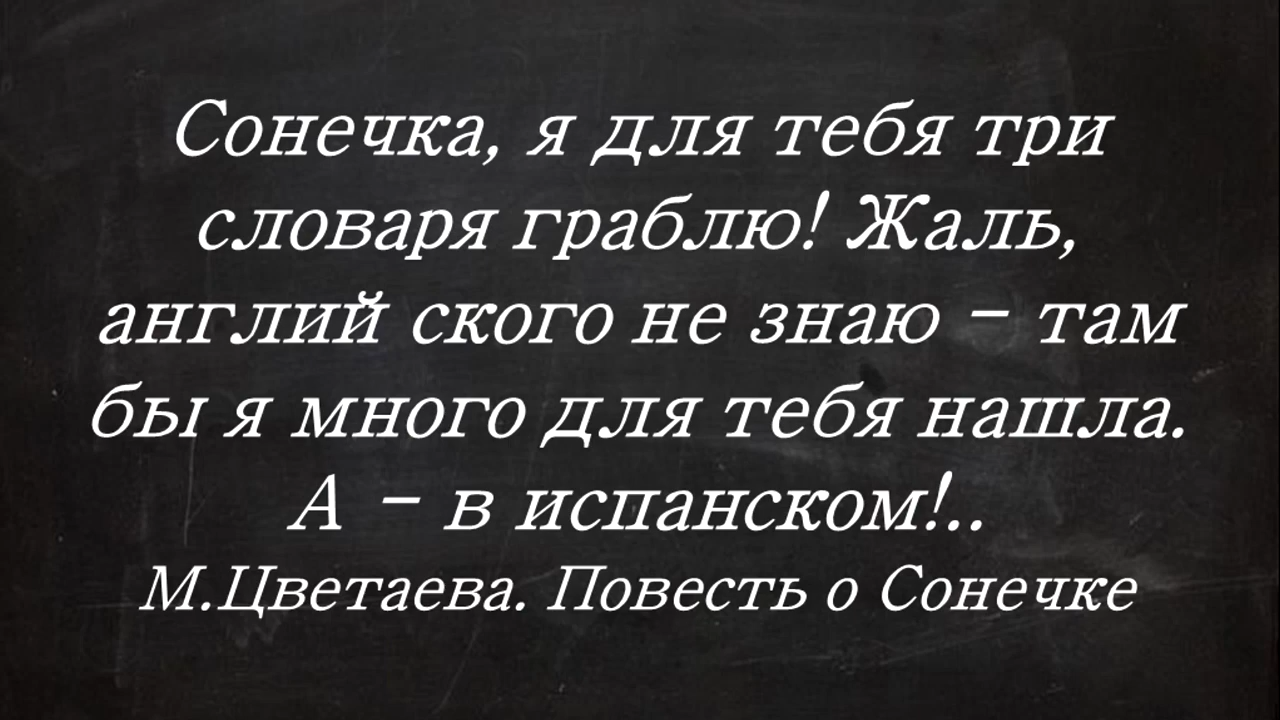 Сонечка, я для тебя три
словаря граблю! Жаль,
англий ского не знаю – там
бы я много для тебя нашла.
А – в испанском!..
М.Цветаева. Повесть о Сонечке